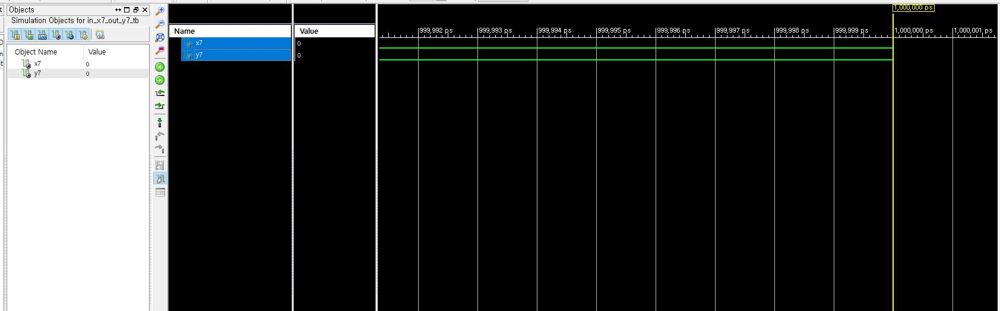 Objects
Simulation Objects for in_x7_out_y7_tb
Object Name Value
x7 0
y7 0
Name Value
x7 0
y7 0
1,000,000 ps
999,992 ps 999,993 ps 999,994 ps 999,995 ps 999,996 ps 999,997 ps 999,998 ps 999,999 ps 1,000,000 ps 1,000,001 ps